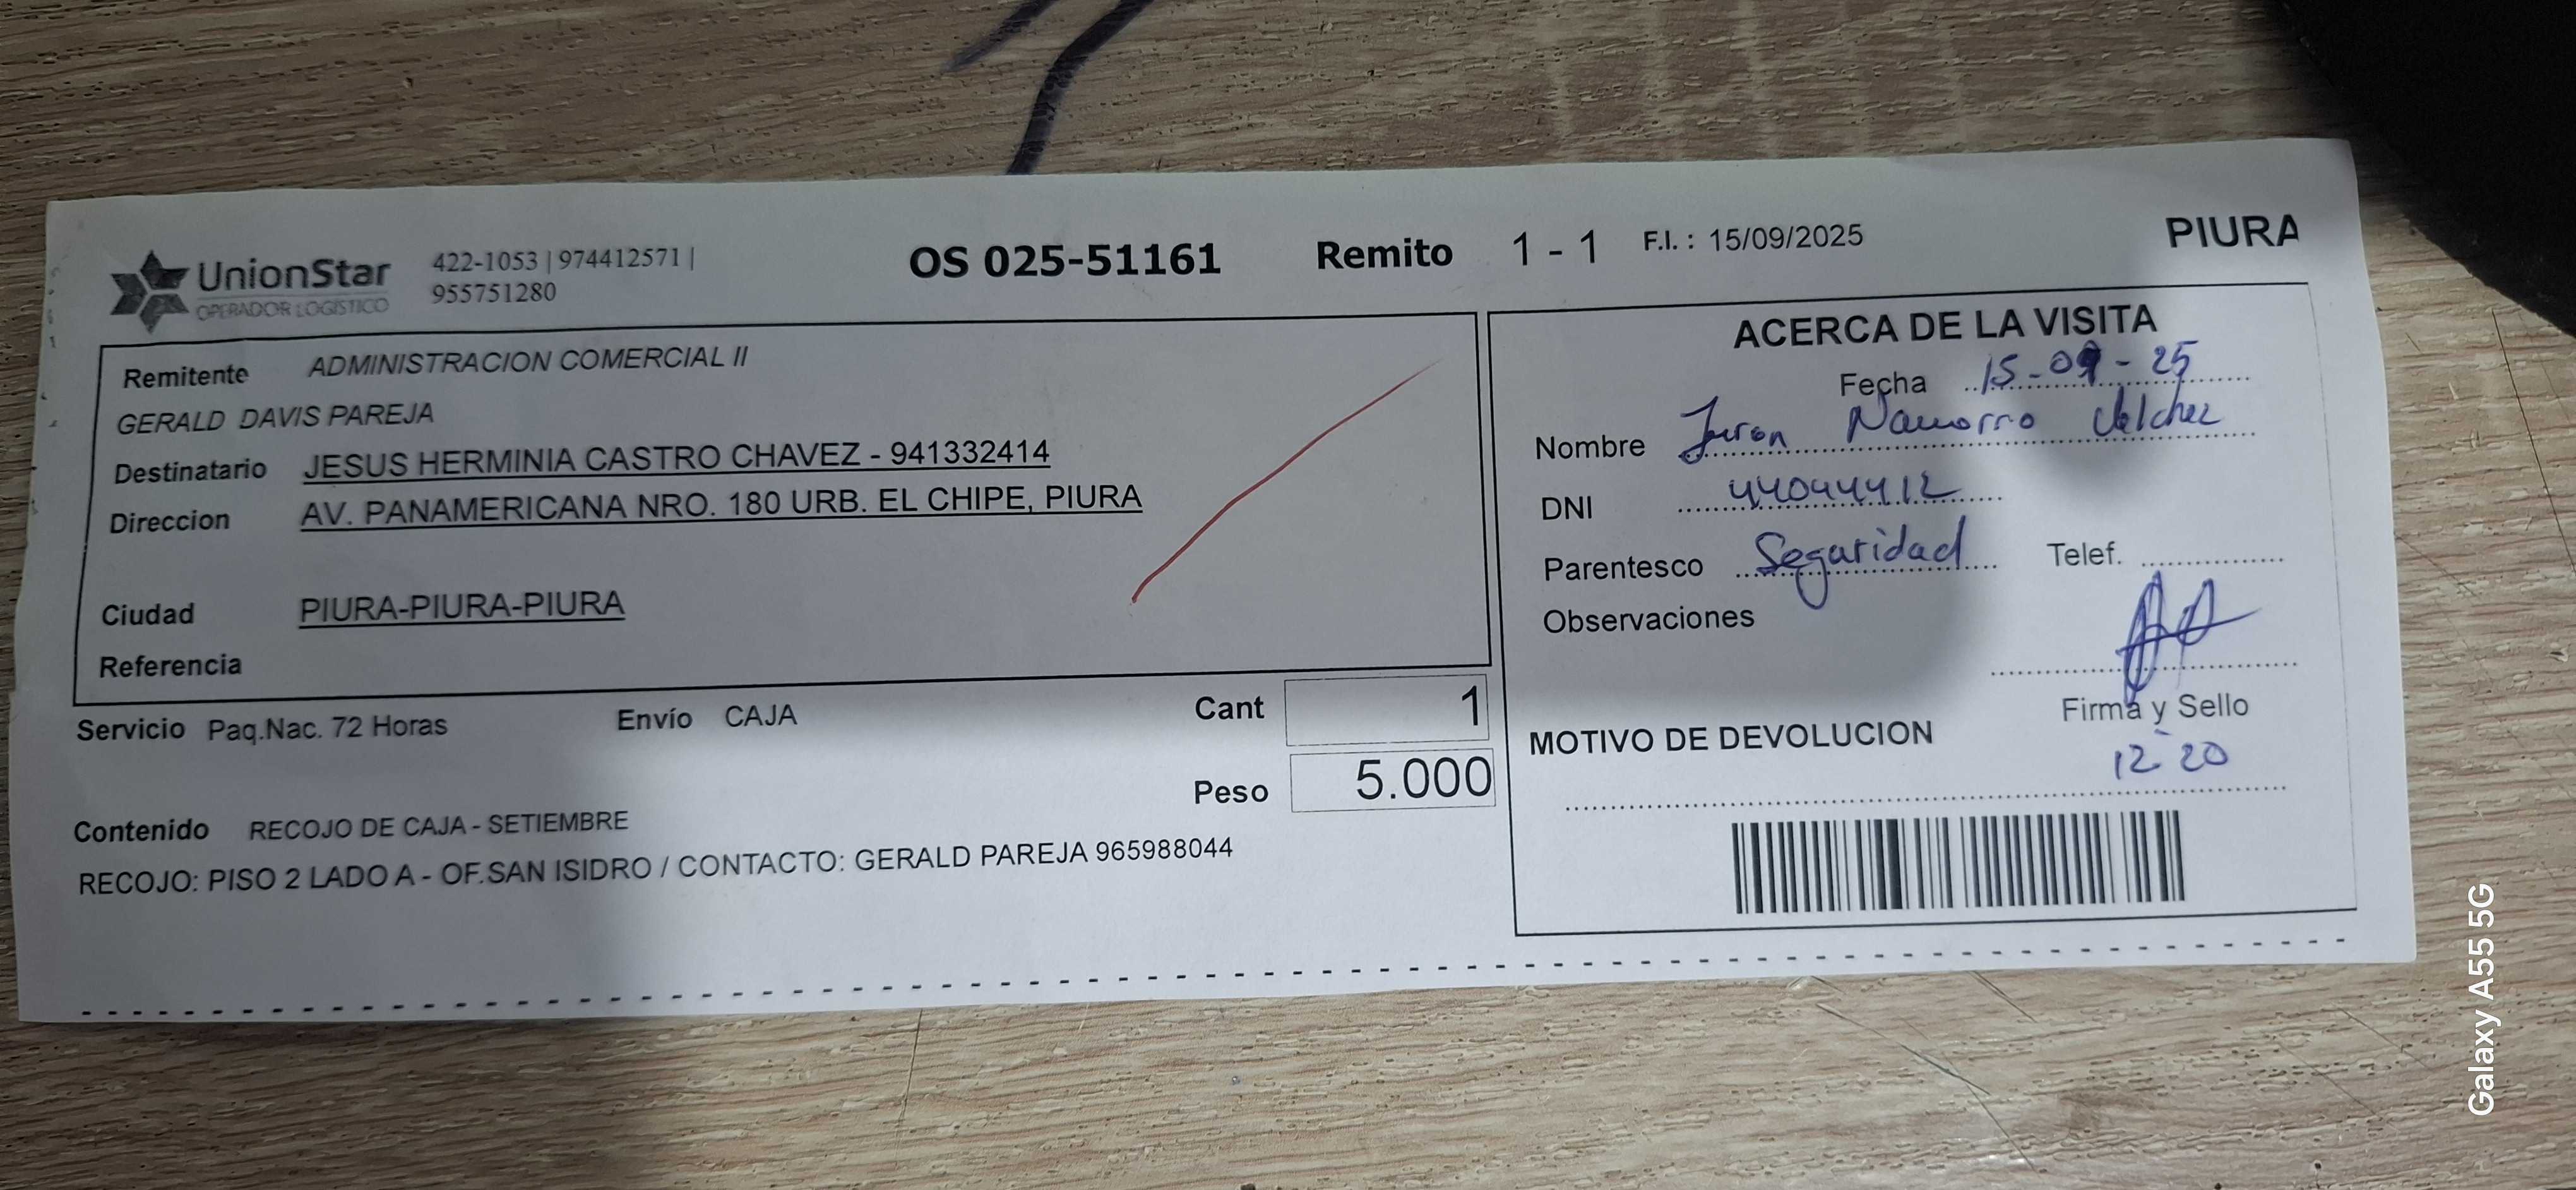 UnionStar
OPERADOR LOGÍSTICO
422-1053 | 974412571 |
955751280
OS 025-51161 Remito 1 - 1 F.I. : 15/09/2025 PIURA
Remitente ADMINISTRACION COMERCIAL II
GERALD DAVIS PAREJA
Destinatario JESUS HERMINIA CASTRO CHAVEZ - 941332414
Direccion AV. PANAMERICANA NRO. 180 URB. EL CHIPE, PIURA
Ciudad PIURA-PIURA-PIURA
Referencia
Servicio Paq.Nac. 72 Horas Envío CAJA Cant 1
Peso 5.000
Contenido RECOJO DE CAJA - SETIEMBRE
RECOJO: PISO 2 LADO A - OF.SAN ISIDRO / CONTACTO: GERALD PAREJA 965988044
ACERCA DE LA VISITA
Fecha 15-09-25
Nombre
DNI 44044412
Parentesco Seguridad Telef.
Observaciones
Firma y Sello
MOTIVO DE DEVOLUCION
12 20
Galaxy A55 5G